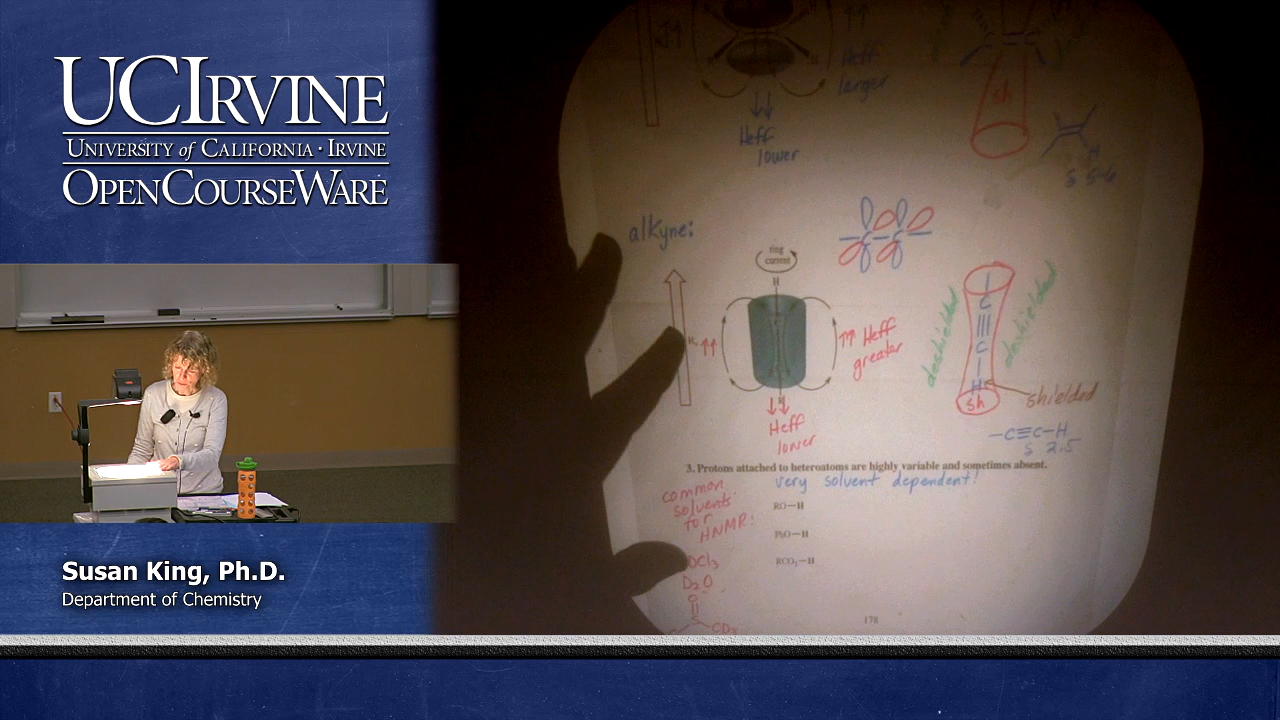 UCIRVINE
UNIVERSITY of CALIFORNIA · IRVINE
OPENCOURSEWARE
Susan King, Ph.D.
Department of Chemistry
Heff
larger
Heff
lower
sh
H
δ 5-6
alkyne:
ring
current
H
↑↑
↑↑ Heff
greater
Heff
lower
deshielded
C
C
H
sh
deshielded
shielded
–C≡C–H
δ 2.5
3. Protons attached to heteroatoms are highly variable and sometimes absent.
very solvent dependent!
common
solvents
for
HNMR:
RO—H
PhO—H
RCO₂—H
DCl3
D2O
O
CD3
178